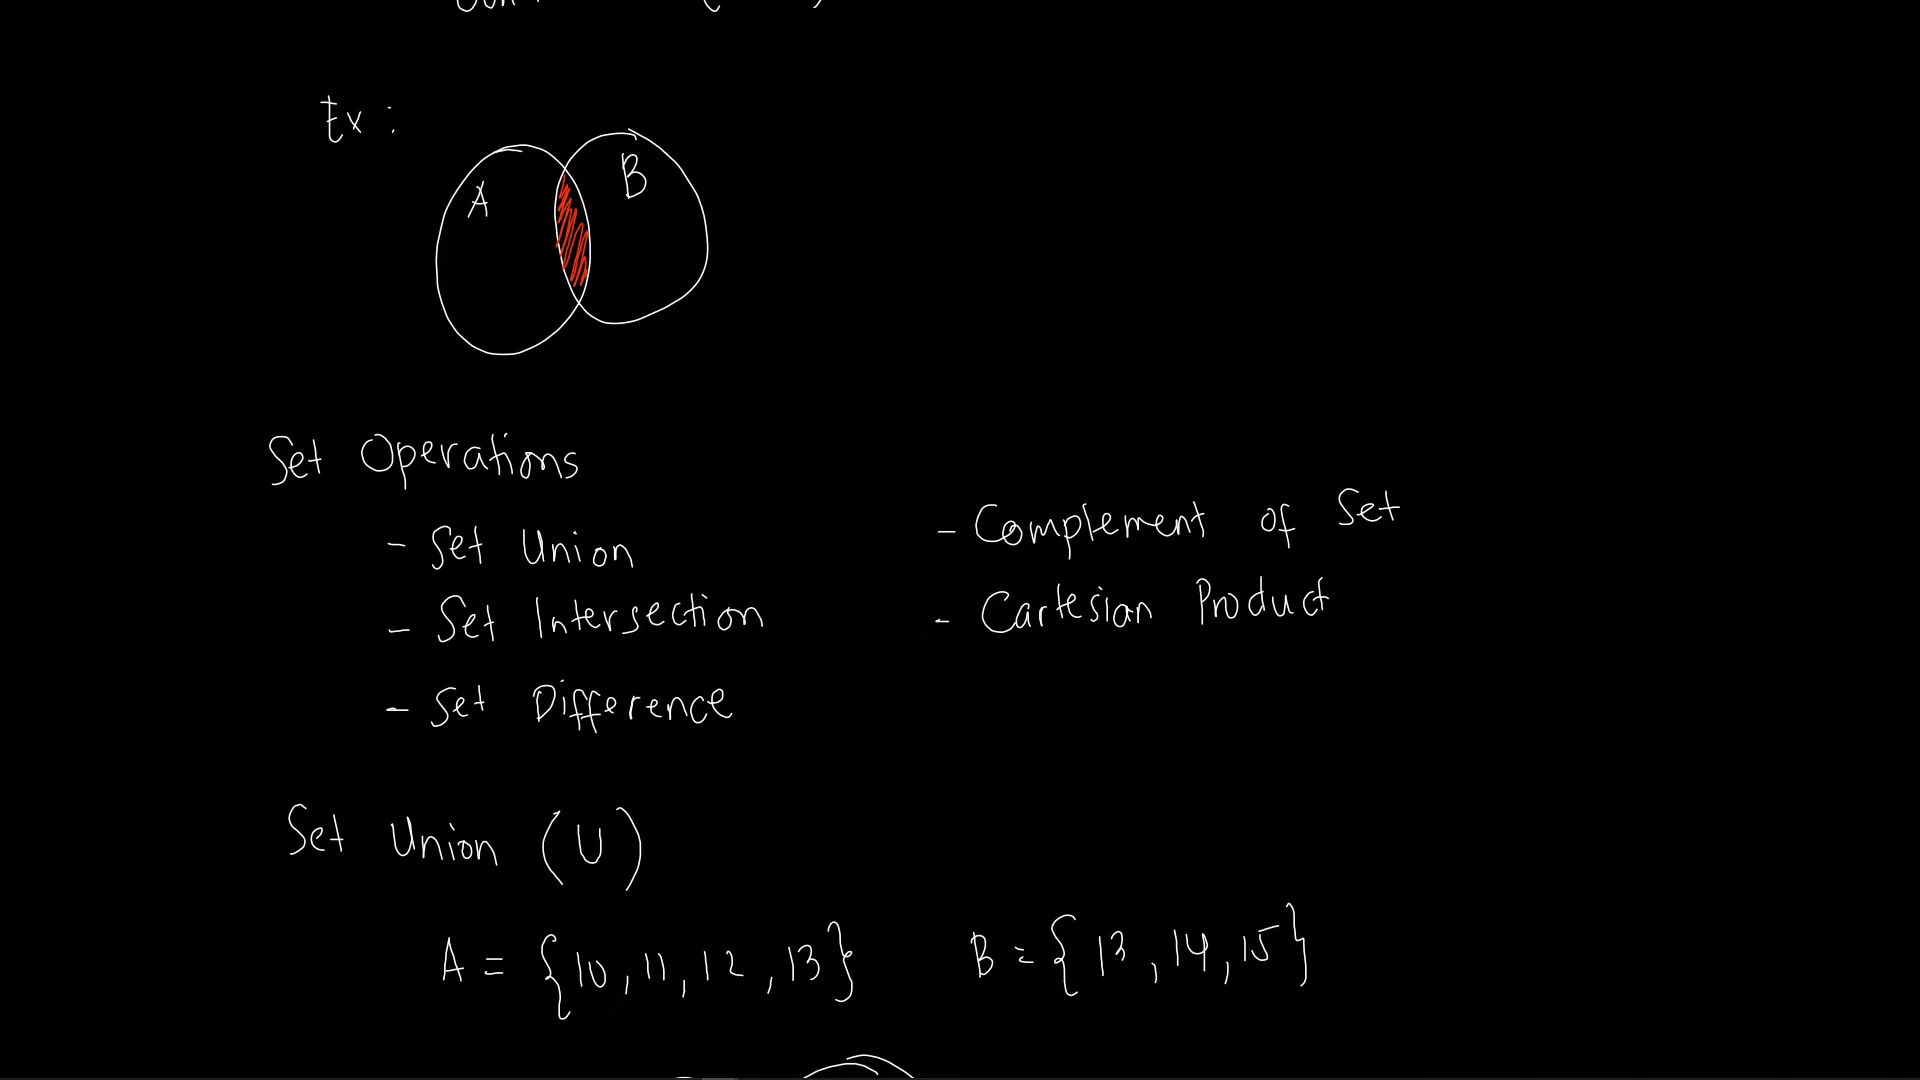 Ex :
A
B
Set Operations
- Set Union
- Set Intersection
- Set Difference
- Complement of Set
- Cartesian Product
Set Union (U)
A = {10, 11, 12, 13} B = {13, 14, 15}